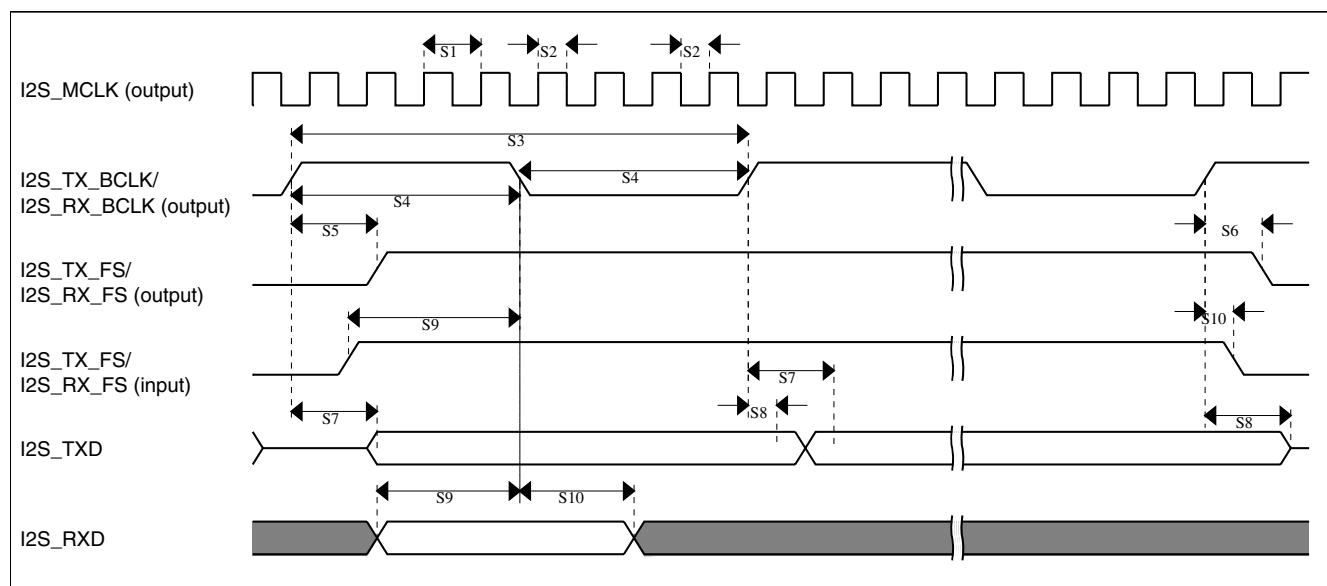 S1
S2
S2
I2S_MCLK (output)
S3
I2S_TX_BCLK/
I2S_RX_BCLK (output)
S4
S4
S5
S6
I2S_TX_FS/
I2S_RX_FS (output)
S9
S10
I2S_TX_FS/
I2S_RX_FS (input)
S7
S7
S8
S8
I2S_TXD
S9
S10
I2S_RXD